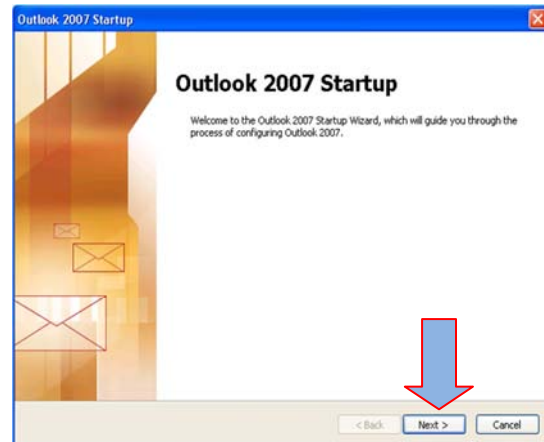 Outlook 2007 Startup
Outlook 2007 Startup
Welcome to the Outlook 2007 Startup Wizard, which will guide you through the
process of configuring Outlook 2007.
< Back Next > Cancel